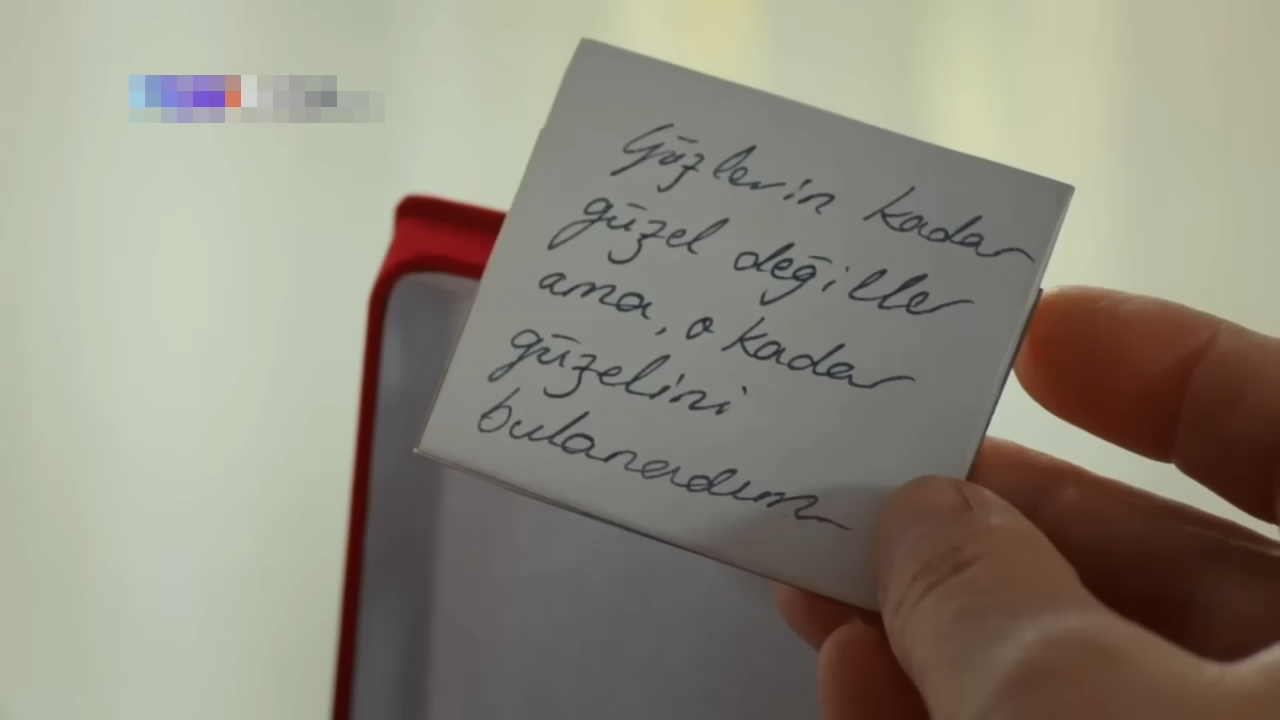 Gözlerin kadar
güzel değiller
ama, o kadar
güzelini
bulamadım